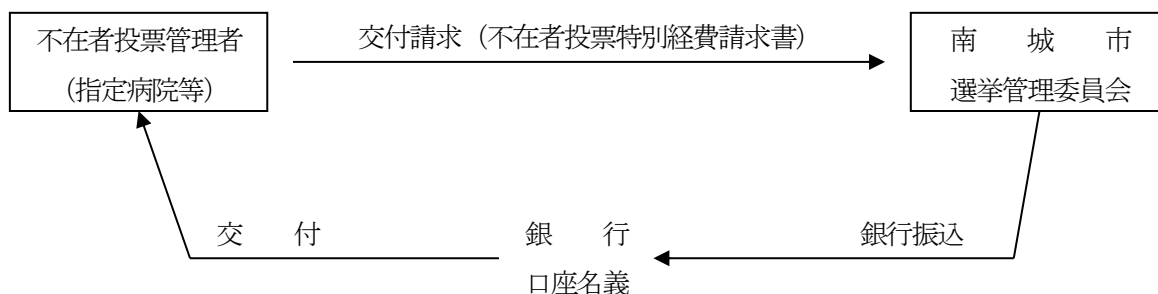 不在者投票管理者
(指定病院等)
交付請求（不在者投票特別経費請求書）
南　城　市
選挙管理委員会
交　付
銀　行
口座名義
銀行振込